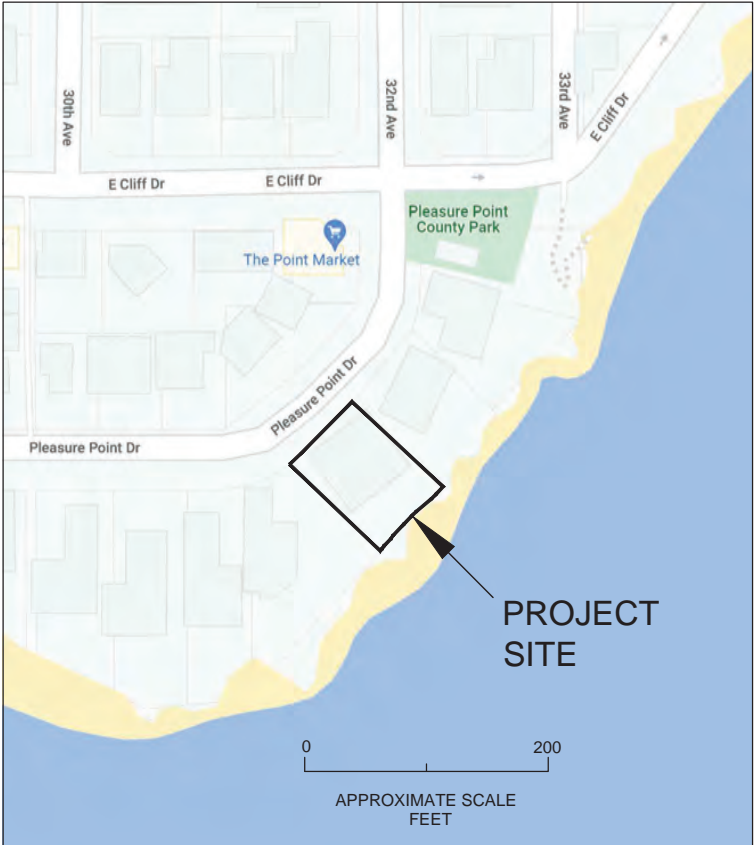 30th Ave
32nd Ave
33rd Ave
E Cliff Dr
E Cliff Dr
E Cliff Dr
Pleasure Point
County Park
The Point Market
Pleasure Point Dr
Pleasure Point Dr
PROJECT
SITE
0 200
APPROXIMATE SCALE
FEET